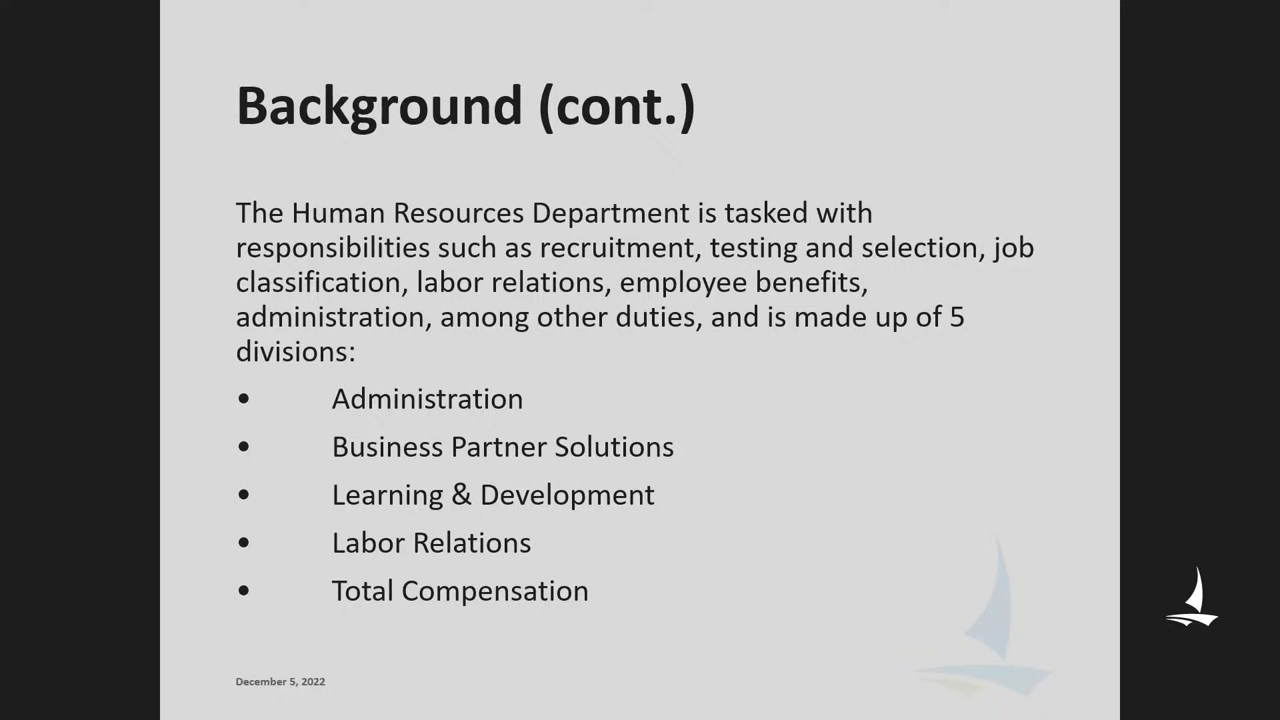 Background (cont.)
The Human Resources Department is tasked with
responsibilities such as recruitment, testing and selection, job
classification, labor relations, employee benefits,
administration, among other duties, and is made up of 5
divisions:
• Administration
• Business Partner Solutions
• Learning & Development
• Labor Relations
• Total Compensation
December 5, 2022